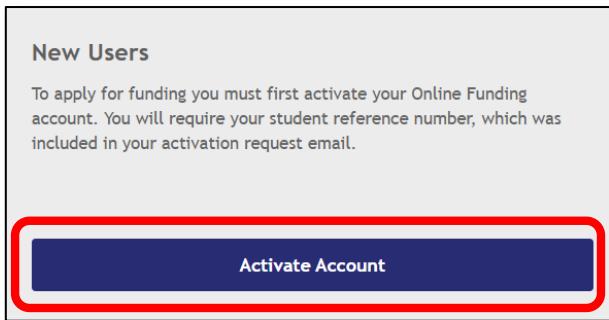 New Users
To apply for funding you must first activate your Online Funding
account. You will require your student reference number, which was
included in your activation request email.
Activate Account